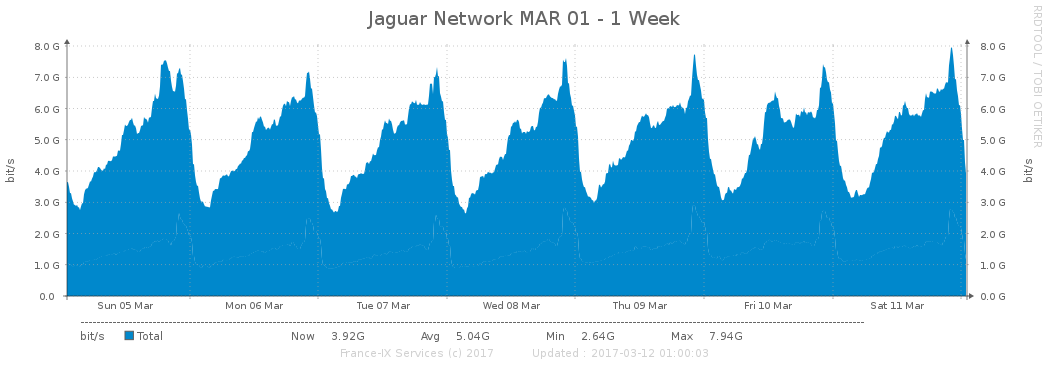 Jaguar Network MAR 01 - 1 Week
RRDTOOL / TOBI OETIKER
bit/s
8.0 G
7.0 G
6.0 G
5.0 G
4.0 G
3.0 G
2.0 G
1.0 G
0.0
8.0 G
7.0 G
6.0 G
5.0 G
4.0 G
3.0 G
2.0 G
1.0 G
0.0 G
bit/s
Sun 05 Mar Mon 06 Mar Tue 07 Mar Wed 08 Mar Thu 09 Mar Fri 10 Mar Sat 11 Mar
bit/s Total Now 3.92G Avg 5.04G Min 2.64G Max 7.94G
France-IX Services (c) 2017 Updated : 2017-03-12 01:00:03